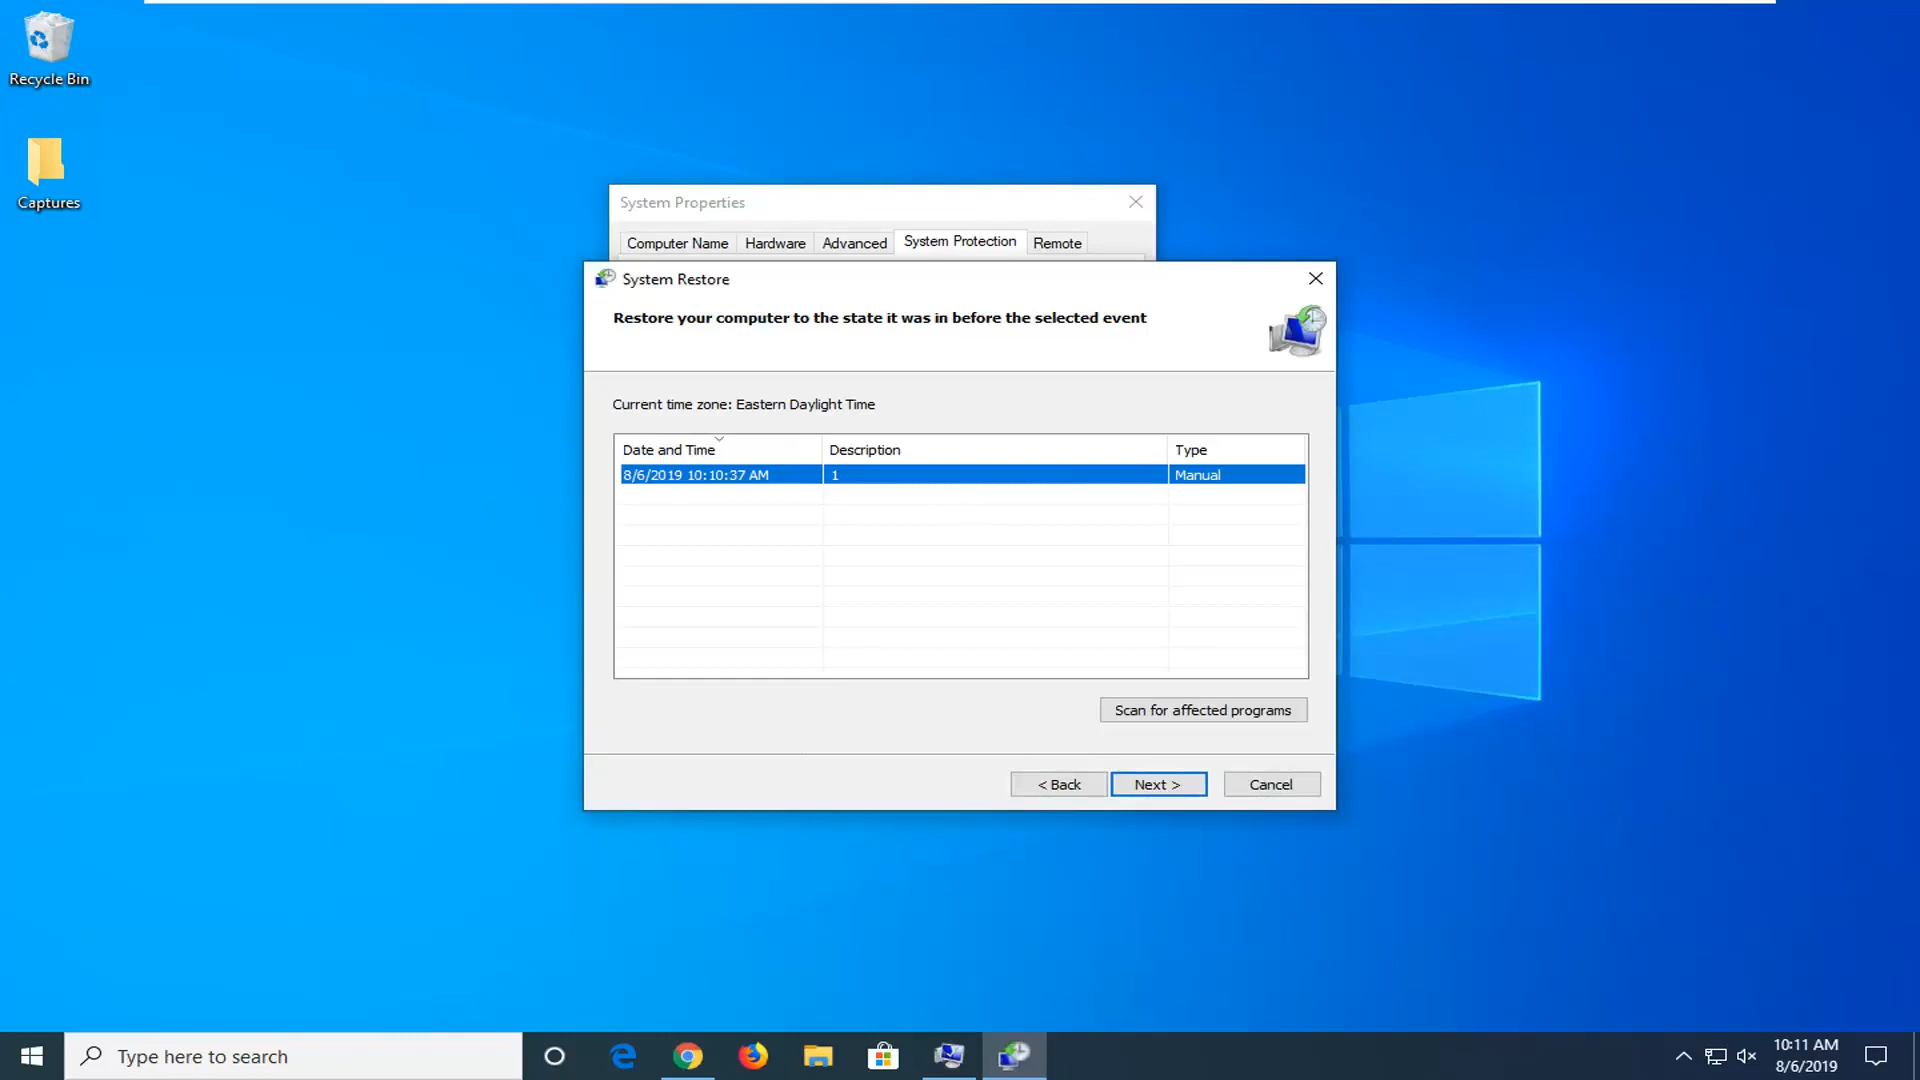 Recycle Bin
Captures
System Properties
Computer Name Hardware Advanced System Protection Remote
System Restore
Restore your computer to the state it was in before the selected event
Current time zone: Eastern Daylight Time
Date and Time Description Type
8/6/2019 10:10:37 AM 1 Manual
Scan for affected programs
< Back Next > Cancel
Type here to search
10:11 AM
8/6/2019